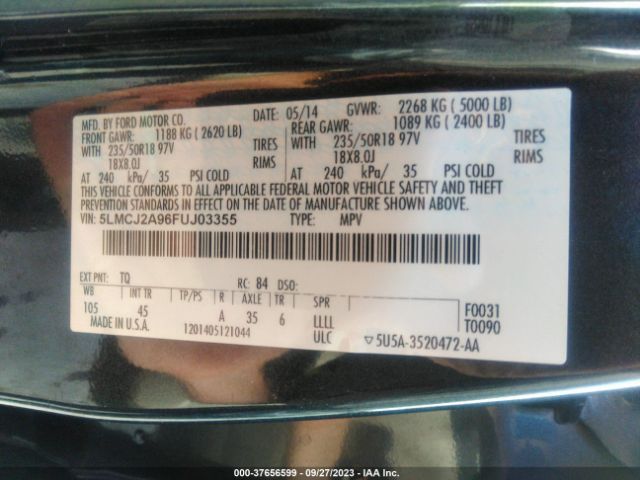 MFD. BY FORD MOTOR CO. DATE: 05/14 GVWR: 2268 KG ( 5000 LB)
FRONT GAWR: 1188 KG ( 2620 LB) REAR GAWR: 1089 KG ( 2400 LB)
WITH 235/50R18 97V TIRES WITH 235/50R18 97V TIRES
18X8.0J RIMS 18X8.0J RIMS
AT 240 kPa/ 35 PSI COLD AT 240 kPa/ 35 PSI COLD
THIS VEHICLE CONFORMS TO ALL APPLICABLE FEDERAL MOTOR VEHICLE SAFETY AND THEFT
PREVENTION STANDARDS IN EFFECT ON THE DATE OF MANUFACTURE SHOWN ABOVE.
VIN: 5LMCJ2A96FUJ03355 TYPE: MPV
EXT PNT: TQ RC: 84 DSO:
WB INT TR TP/PS R AXLE TR SPR F0031
105 45 A 35 6 LLLL T0090
MADE IN U.S.A. 1201405121044 ULC ▽5U5A-3520472-AA
000-37656599 — 09/27/2023 — IAA Inc.